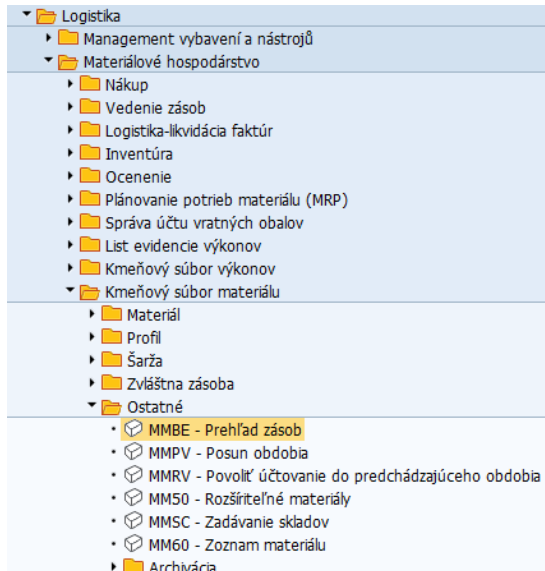 Logistika
Management vybavení a nástrojů
Materiálové hospodárstvo
Nákup
Vedenie zásob
Logistika-likvidácia faktúr
Inventúra
Ocenenie
Plánovanie potrieb materiálu (MRP)
Správa účtu vratných obalov
List evidencie výkonov
Kmeňový súbor výkonov
Kmeňový súbor materiálu
Materiál
Profil
Šarža
Zvláštna zásoba
Ostatné
MMBE - Prehľad zásob
MMPV - Posun obdobia
MMRV - Povoliť účtovanie do predchádzajúceho obdobia
MM50 - Rozšíriteľné materiály
MMSC - Zadávanie skladov
MM60 - Zoznam materiálu
Archivácia